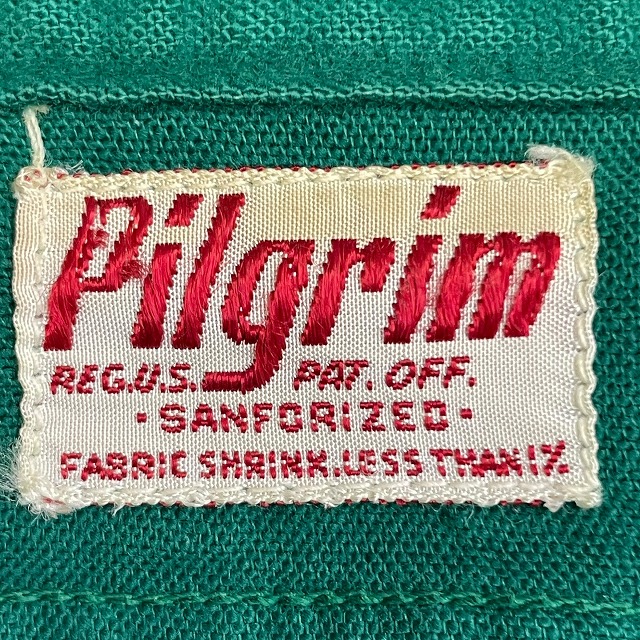 Pilgrim
REG.U.S. PAT. OFF.
·SANFORIZED·
FABRIC SHRINK.LESS THAN 1%